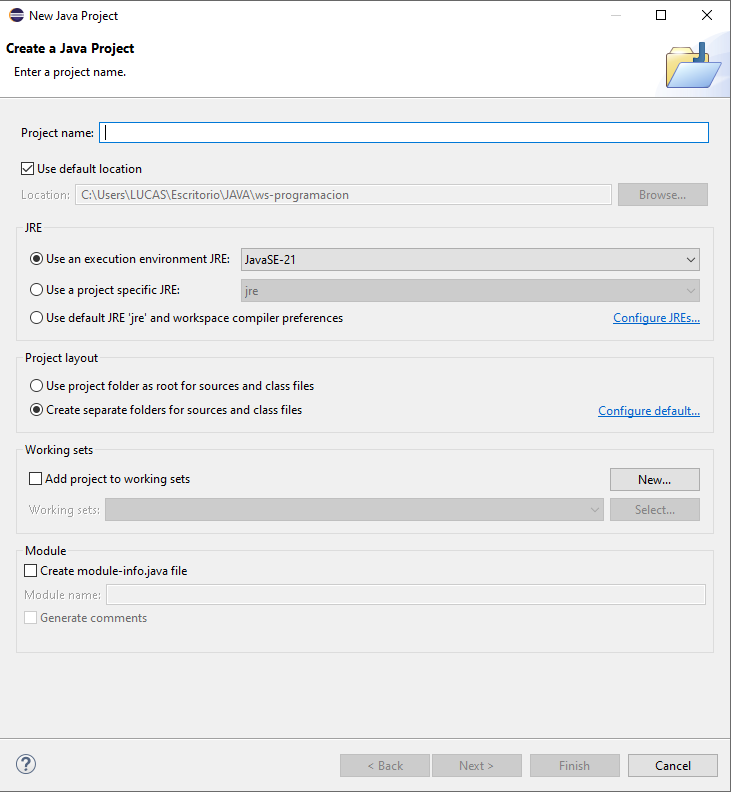 New Java Project
Create a Java Project
Enter a project name.
Project name:
Use default location
Location: C:\Users\LUCAS\Escritorio\JAVA\ws-programacion Browse...
JRE
Use an execution environment JRE: JavaSE-21
Use a project specific JRE: jre
Use default JRE 'jre' and workspace compiler preferences Configure JREs...
Project layout
Use project folder as root for sources and class files
Create separate folders for sources and class files Configure default...
Working sets
Add project to working sets New...
Working sets: Select...
Module
Create module-info.java file
Module name:
Generate comments
? < Back Next > Finish Cancel